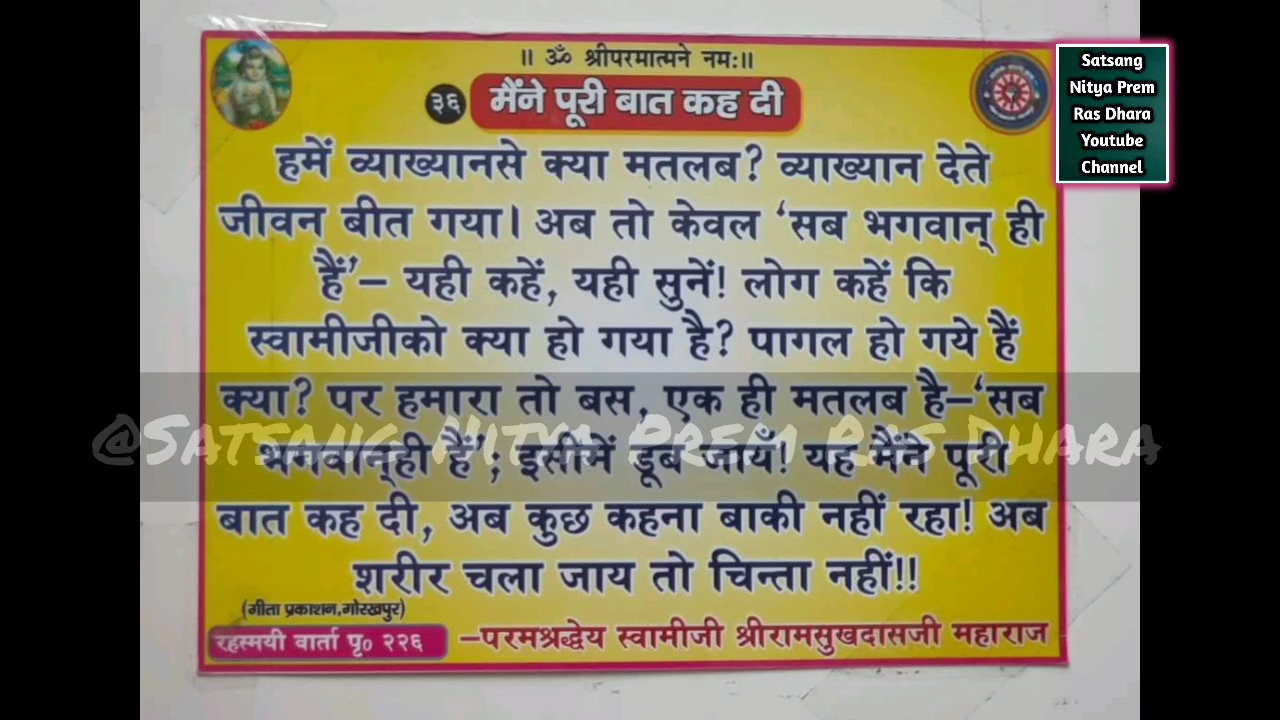 ॥ ॐ श्रीपरमात्मने नमः॥
३६ मैंने पूरी बात कह दी
हमें व्याख्यानसे क्या मतलब? व्याख्यान देते
जीवन बीत गया। अब तो केवल ‘सब भगवान् ही
हैं’– यही कहें, यही सुनें! लोग कहें कि
स्वामीजीको क्या हो गया है? पागल हो गये हैं
क्या? पर हमारा तो बस, एक ही मतलब है–‘सब
भगवान्‌ही हैं’; इसीमें डूब जायँ! यह मैंने पूरी
बात कह दी, अब कुछ कहना बाकी नहीं रहा! अब
शरीर चला जाय तो चिन्ता नहीं!!
(गीता प्रकाशन,गोरखपुर)
रहस्मयी वार्ता पृ० २२६
–परमश्रद्धेय स्वामीजी श्रीरामसुखदासजी महाराज
Satsang
Nitya Prem
Ras Dhara
Youtube
Channel
@Satsang Nitya Prem Ras Dhara